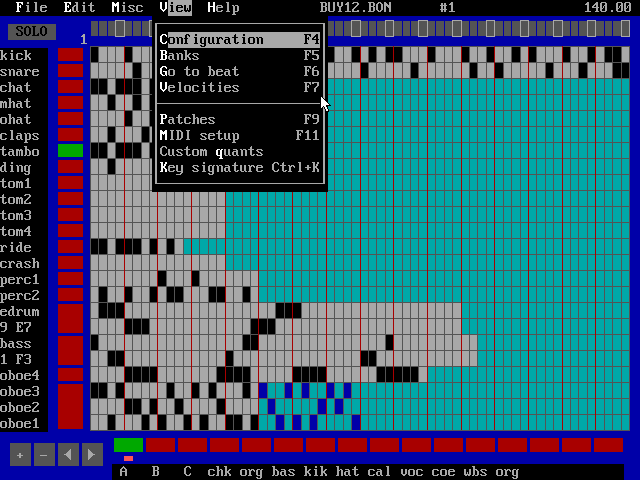 File Edit Misc View Help BUY12.BON #1 140.00
SOLO
1
Configuration F4
Banks F5
Go to beat F6
Velocities F7
Patches F9
MIDI setup F11
Custom quants
Key signature Ctrl+K
kick
snare
chat
mhat
ohat
claps
tambo
ding
tom1
tom2
tom3
tom4
ride
crash
perc1
perc2
edrum
9 E7
bass
1 F3
oboe4
oboe3
oboe2
oboe1
+ -
A B C chk org bas kik hat cal voc coe wbs org